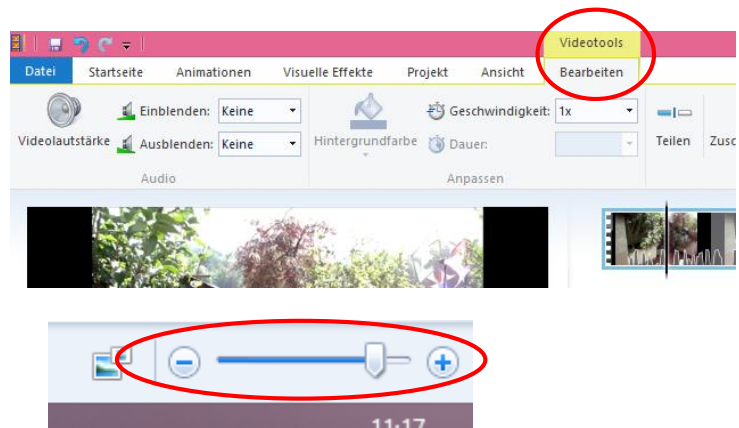 Videotools
Datei Startseite Animationen Visuelle Effekte Projekt Ansicht Bearbeiten
Einblenden: Keine Geschwindigkeit: 1x
Videolautstärke Ausblenden: Keine Hintergrundfarbe Dauer: Teilen Zusc
Audio Anpassen
11:17